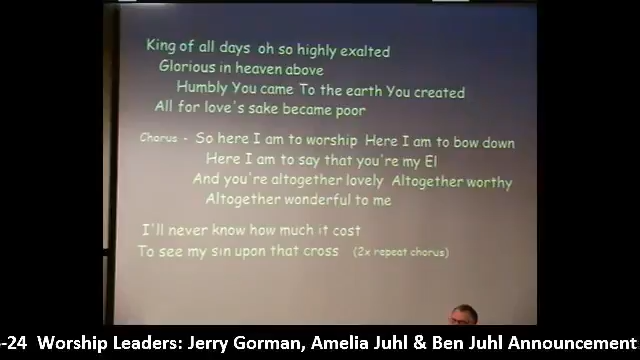 King of all days oh so highly exalted
Glorious in heaven above
Humbly You came To the earth You created
All for love's sake became poor
Chorus - So here I am to worship Here I am to bow down
Here I am to say that you're my El
And you're altogether lovely Altogether worthy
Altogether wonderful to me
I'll never know how much it cost
To see my sin upon that cross (2x repeat chorus)
-24 Worship Leaders: Jerry Gorman, Amelia Juhl & Ben Juhl Announcement